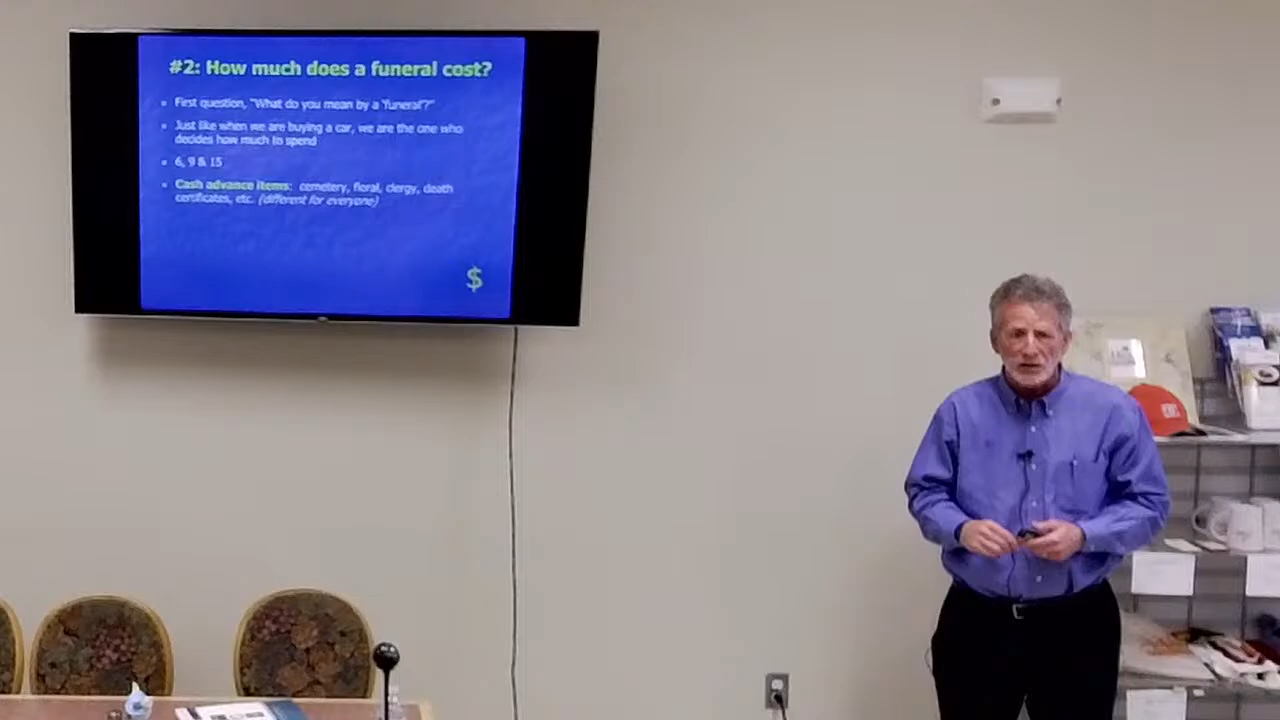 #2: How much does a funeral cost?
First question, "What do you mean by a 'funeral'?"
Just like when we are buying a car, we are the one who
decides how much to spend
6, 9 & 15
Cash advance items: cemetery, floral, clergy, death
certificates, etc. (different for everyone)
$